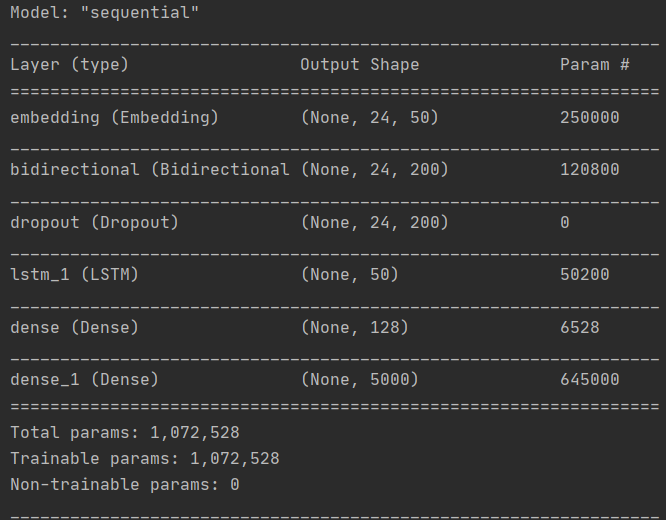 Model: "sequential"
_________________________________________________________________
Layer (type)                 Output Shape              Param #
=================================================================
embedding (Embedding)        (None, 24, 50)            250000
_________________________________________________________________
bidirectional (Bidirectional (None, 24, 200)           120800
_________________________________________________________________
dropout (Dropout)            (None, 24, 200)           0
_________________________________________________________________
lstm_1 (LSTM)                (None, 50)                50200
_________________________________________________________________
dense (Dense)                (None, 128)               6528
_________________________________________________________________
dense_1 (Dense)              (None, 5000)              645000
=================================================================
Total params: 1,072,528
Trainable params: 1,072,528
Non-trainable params: 0
_________________________________________________________________